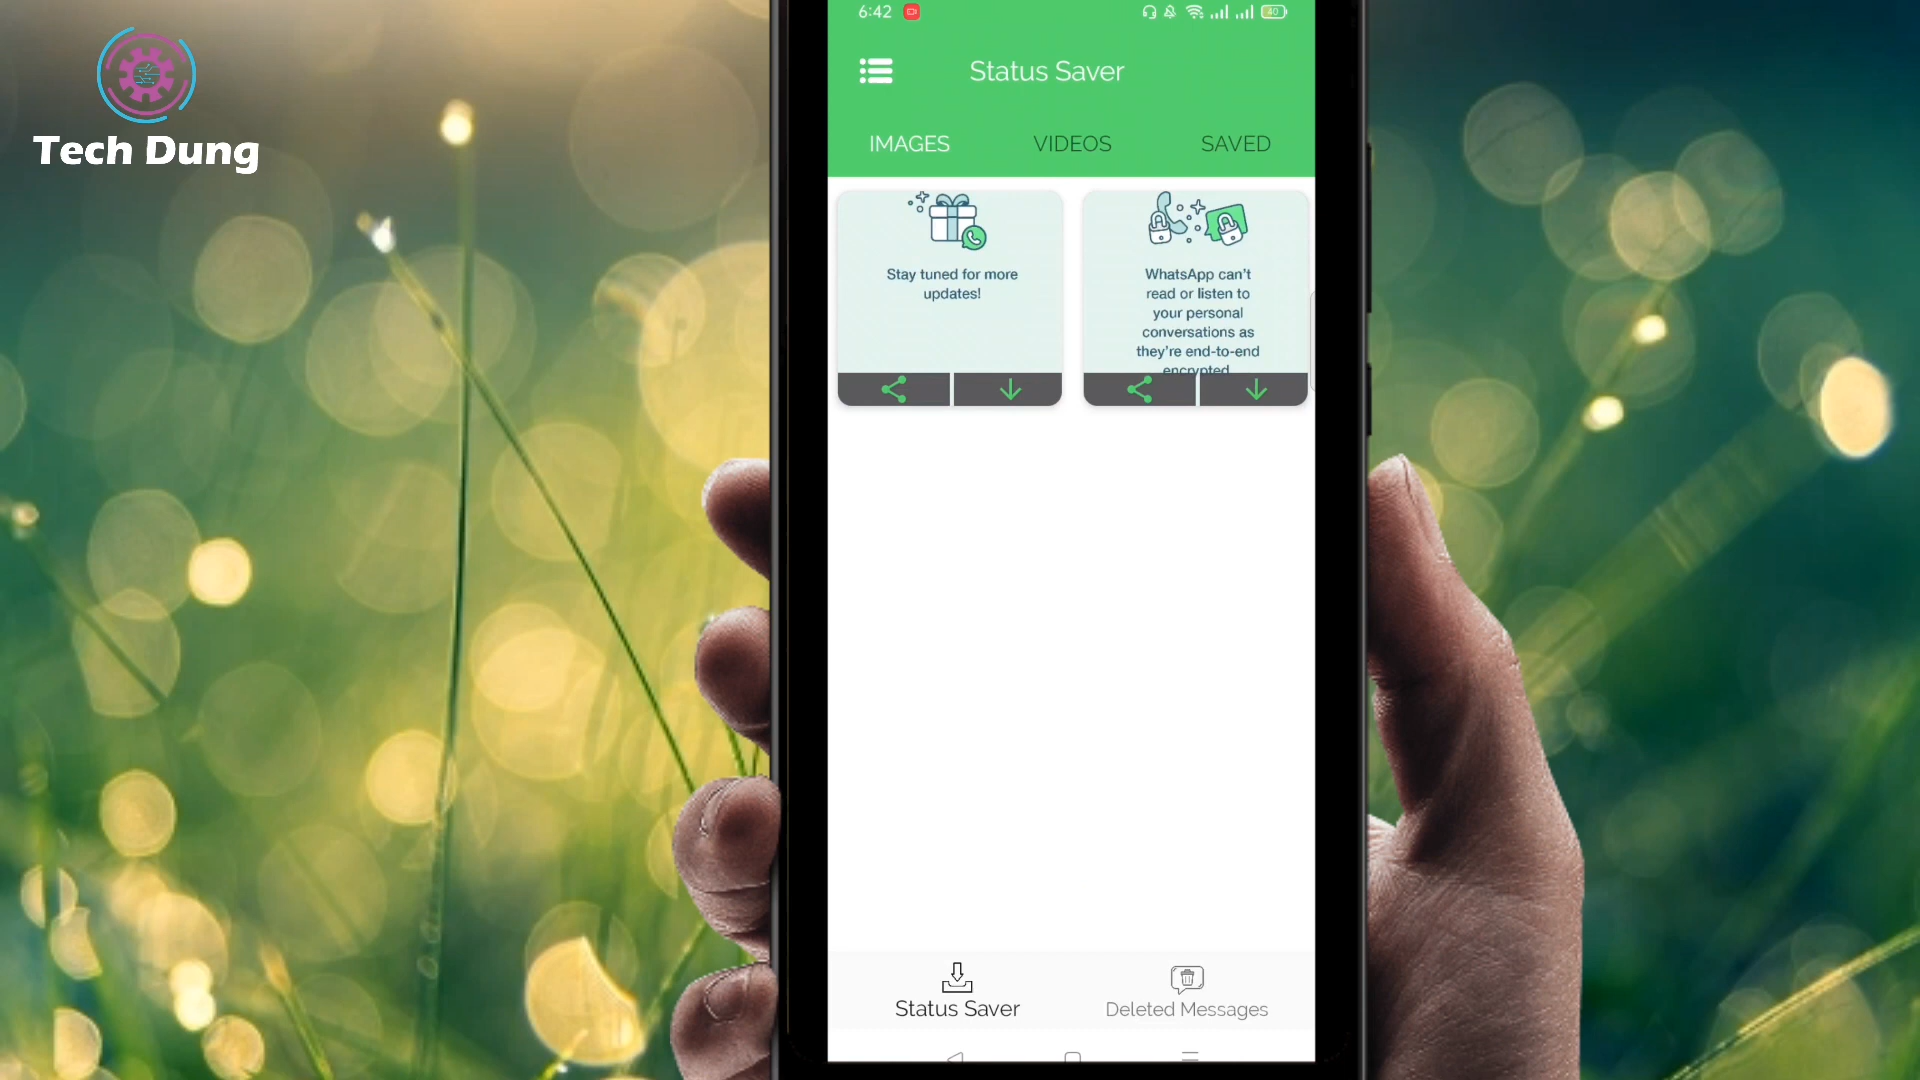 Tech Dung
6:42
40
Status Saver
IMAGES VIDEOS SAVED
Stay tuned for more
updates!
WhatsApp can't
read or listen to
your personal
conversations as
they're end-to-end
encrypted
Status Saver
Deleted Messages